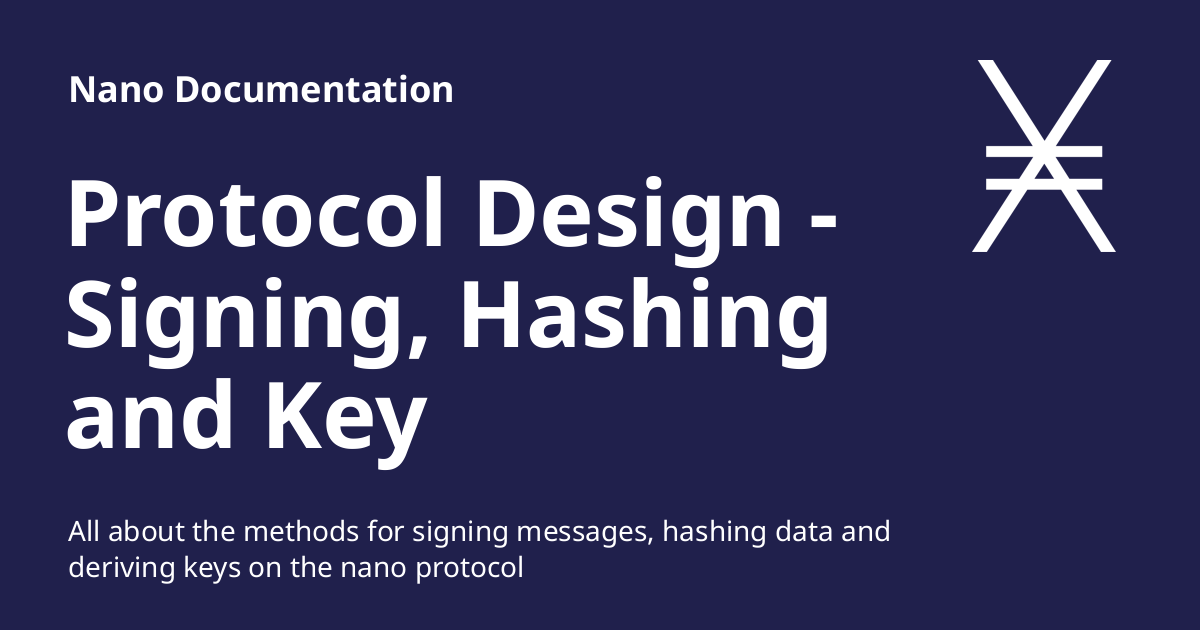 Nano Documentation
Protocol Design -
Signing, Hashing
and Key
All about the methods for signing messages, hashing data and
deriving keys on the nano protocol